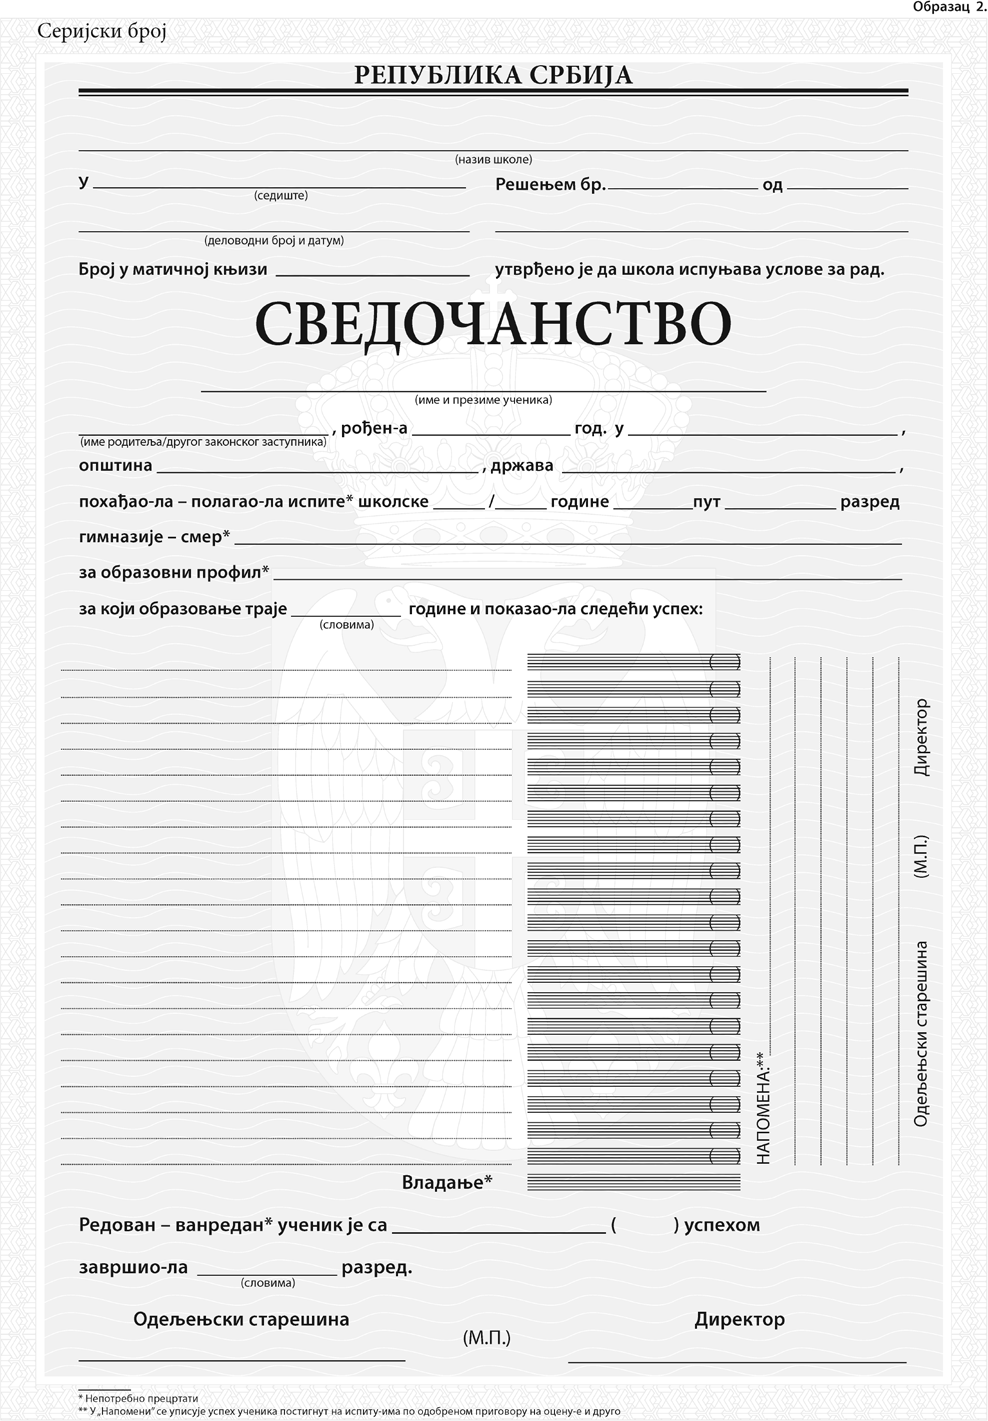 Образац 2.
Серијски број
РЕПУБЛИКА СРБИЈА
(назив школе)
У Решењем бр. од
(седиште)
(деловодни број и датум)
Број у матичној књизи утврђено је да школа испуњава услове за рад.
СВЕДОЧАНСТВО
(име и презиме ученика)
, рођен-а год. у ,
(име родитеља/другог законског заступника)
општина , држава ,
похађао-ла – полагао-ла испите* школске / године пут разред
гимназије – смер*
за образовни профил*
за који образовање траје године и показао-ла следећи успех:
(словима)
НАПОМЕНА:**
Одељењски старешина (М.П.) Директор
Владање*
Редован – ванредан* ученик је са ( ) успехом
завршио-ла разред.
(словима)
Одељењски старешина Директор
(М.П.)
* Непотребно прецртати
** У „Напомени“ се уписује успех ученика постигнут на испиту-има по одобреном приговору на оцену-е и друго